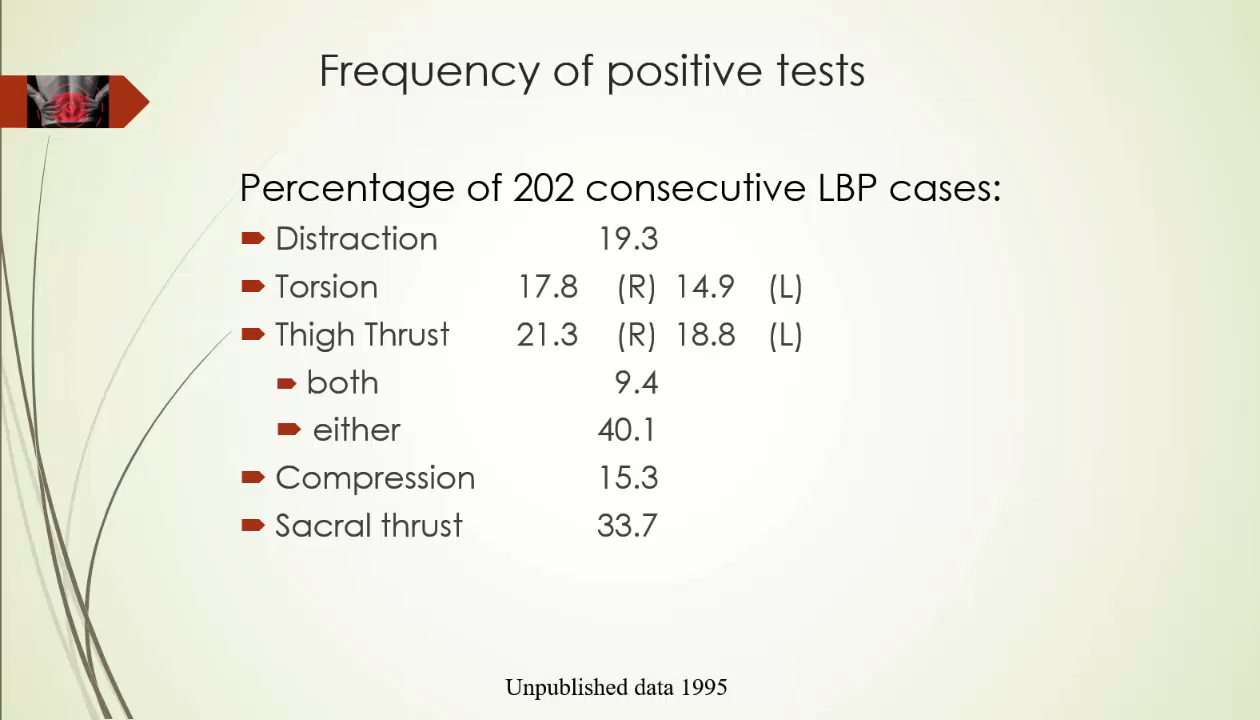 Frequency of positive tests
Percentage of 202 consecutive LBP cases:
Distraction 19.3
Torsion 17.8 (R) 14.9 (L)
Thigh Thrust 21.3 (R) 18.8 (L)
both 9.4
either 40.1
Compression 15.3
Sacral thrust 33.7
Unpublished data 1995